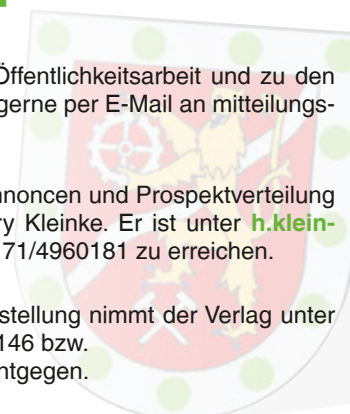 Öffentlichkeitsarbeit und zu den
gerne per E-Mail an mitteilungs-
nnoncen und Prospektverteilung
ry Kleinke. Er ist unter h.klein-
71/4960181 zu erreichen.
stellung nimmt der Verlag unter
146 bzw.
ntgegen.